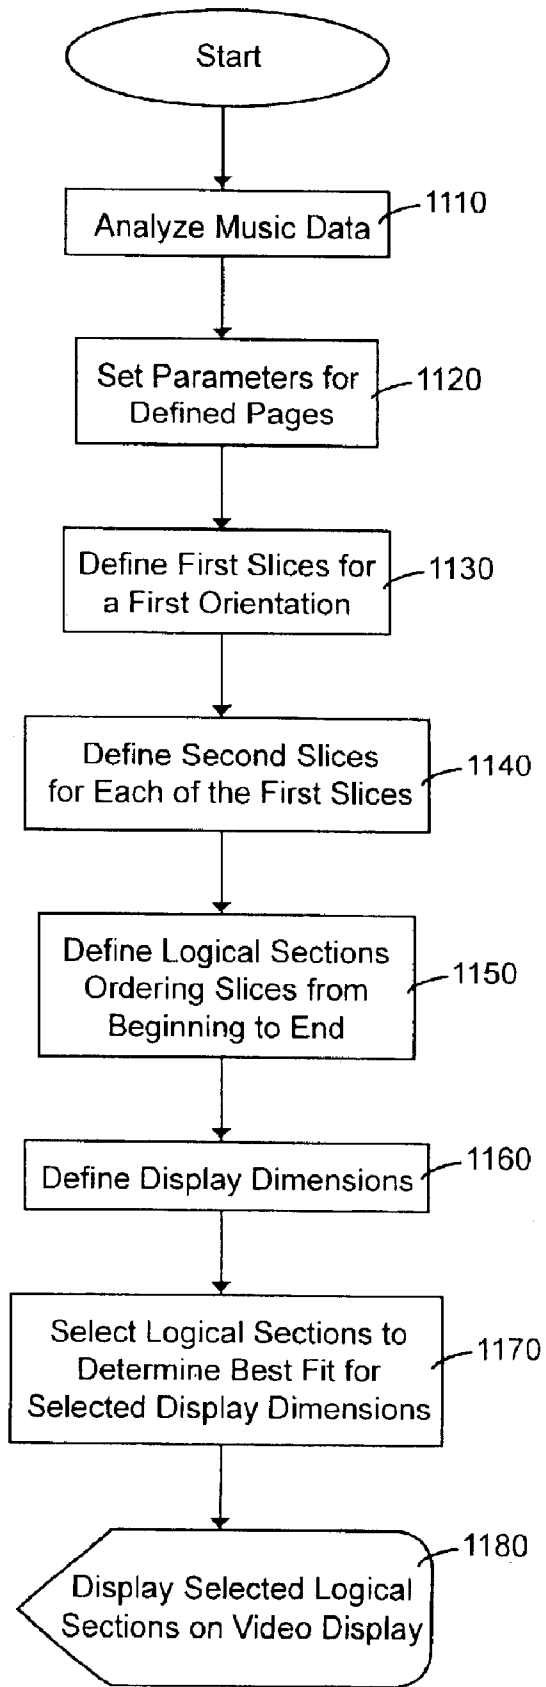 Start
1110
Analyze Music Data
Set Parameters for
Defined Pages
1120
Define First Slices for
a First Orientation
1130
Define Second Slices
for Each of the First Slices
1140
Define Logical Sections
Ordering Slices from
Beginning to End
1150
Define Display Dimensions
1160
Select Logical Sections to
Determine Best Fit for
Selected Display Dimensions
1170
1180
Display Selected Logical
Sections on Video Display